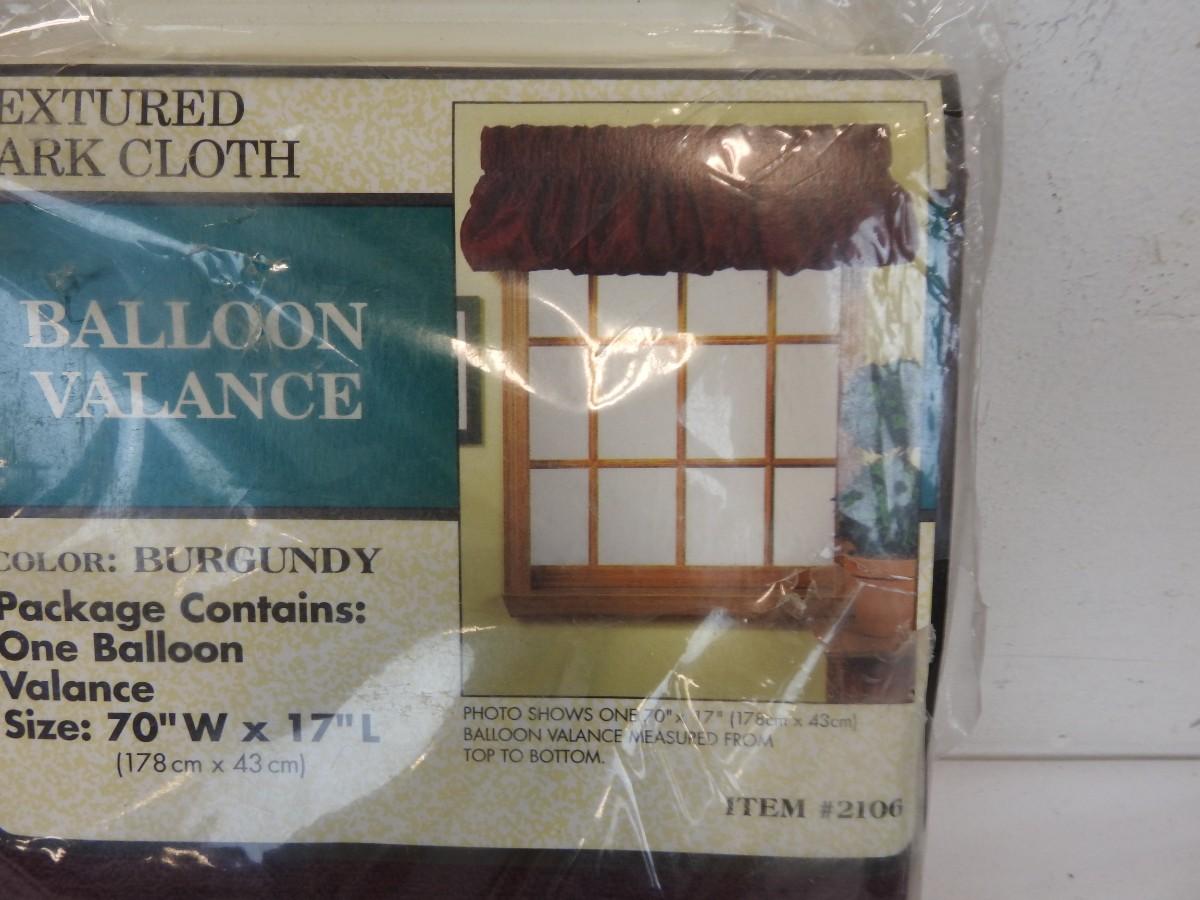 EXTURED
ARK CLOTH
BALLOON
VALANCE
COLOR: BURGUNDY
Package Contains:
One Balloon
Valance
Size: 70" W x 17" L
(178 cm x 43 cm)
PHOTO SHOWS ONE 70" x 17" (178cm x 43cm)
BALLOON VALANCE MEASURED FROM
TOP TO BOTTOM.
ITEM #2106